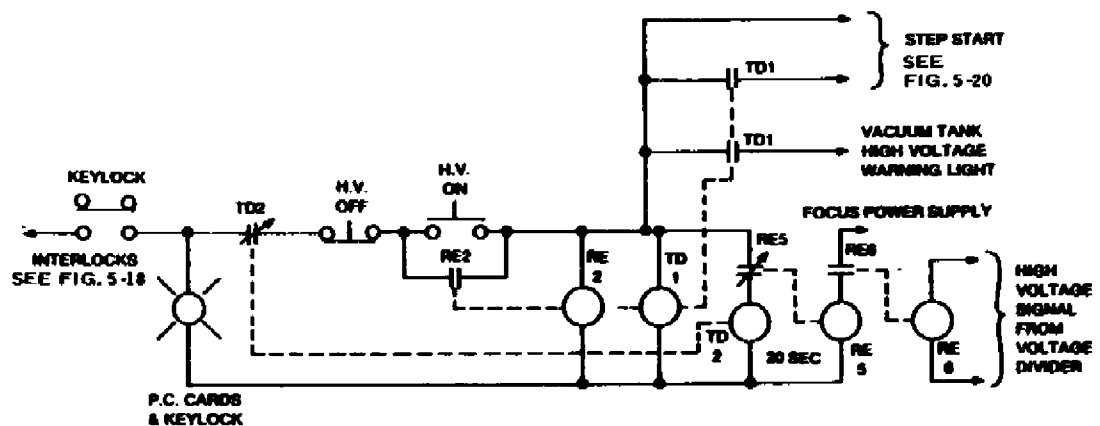 STEP START
SEE
FIG. 5-20
TD1
TD1
VACUUM TANK
HIGH VOLTAGE
WARNING LIGHT
KEYLOCK
TD2
H.V.
OFF
H.V.
ON
RE2
INTERLOCKS
SEE FIG. 5-18
RE
2
TD
1
FOCUS POWER SUPPLY
RE5
RE6
TD
2
20 SEC
RE
5
RE
6
HIGH
VOLTAGE
SIGNAL
FROM
VOLTAGE
DIVIDER
P.C. CARDS
& KEYLOCK